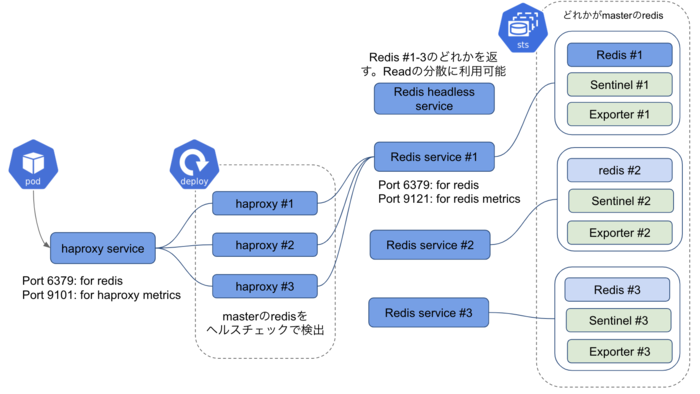 pod
haproxy service
Port 6379: for redis
Port 9101: for haproxy metrics
deploy
haproxy #1
haproxy #2
haproxy #3
masterのredisを
ヘルスチェックで検出
Redis #1-3のどれかを返
す。Readの分散に利用可能
Redis headless
service
Redis service #1
Port 6379: for redis
Port 9121: for redis metrics
Redis service #2
Redis service #3
sts
どれかがmasterのredis
Redis #1
Sentinel #1
Exporter #1
redis #2
Sentinel #2
Exporter #2
Redis #3
Sentinel #3
Exporter #3